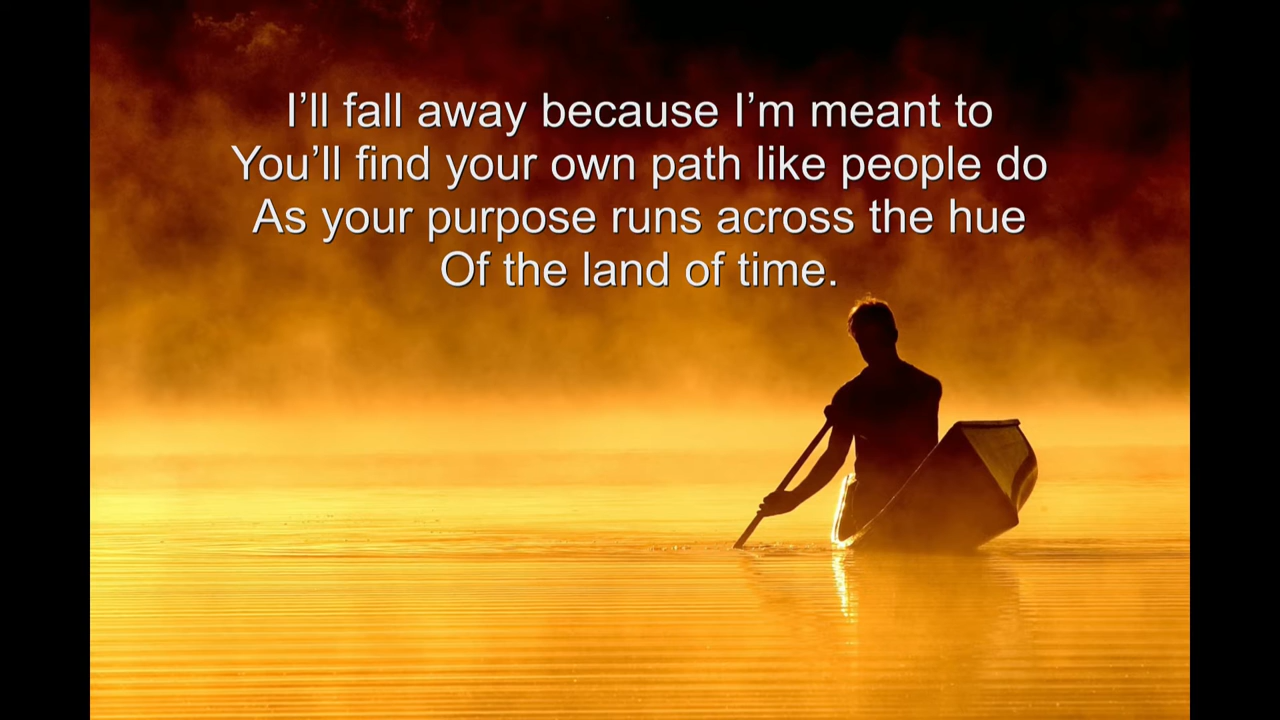 I’ll fall away because I’m meant to
You’ll find your own path like people do
As your purpose runs across the hue
Of the land of time.